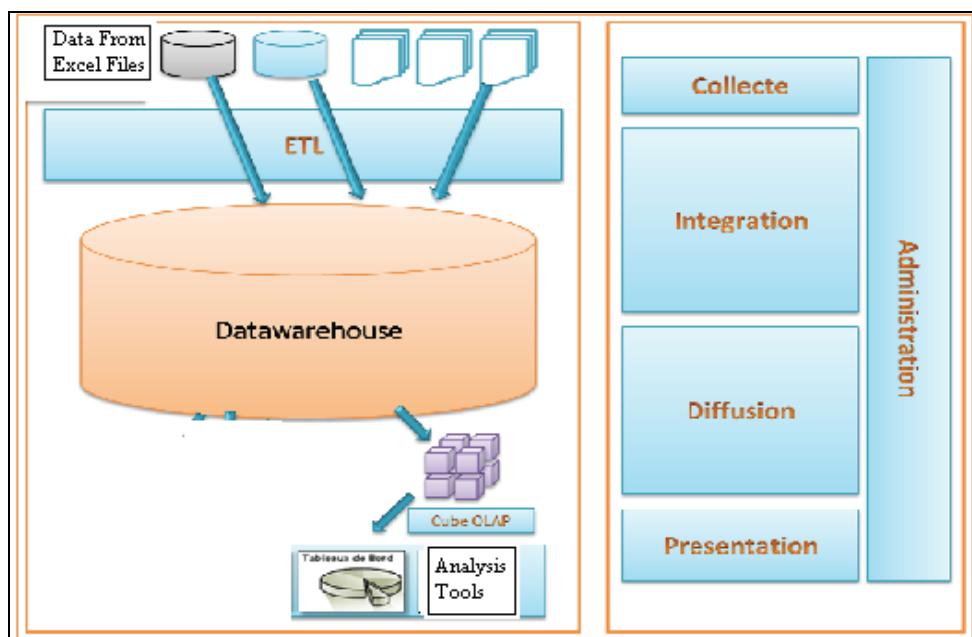 Data From
Excel Files
ETL
Datawarehouse
Cube OLAP
Tableaux de Bord
Analysis
Tools
Collecte
Integration
Diffusion
Presentation
Administration